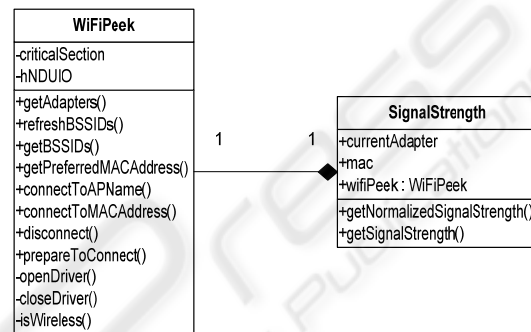 WiFiPeek
-criticalSection
-hNDUIO
+getAdapters()
+refreshBSSIDs()
+getBSSIDs()
+getPreferredMACAddress()
+connectToAPName()
+connectToMACAddress()
+disconnect()
+prepareToConnect()
-openDriver()
-closeDriver()
-isWireless()
1
1
SignalStrength
+currentAdapter
+mac
+wifiPeek : WiFiPeek
+getNormalizedSignalStrength()
+getSignalStrength()